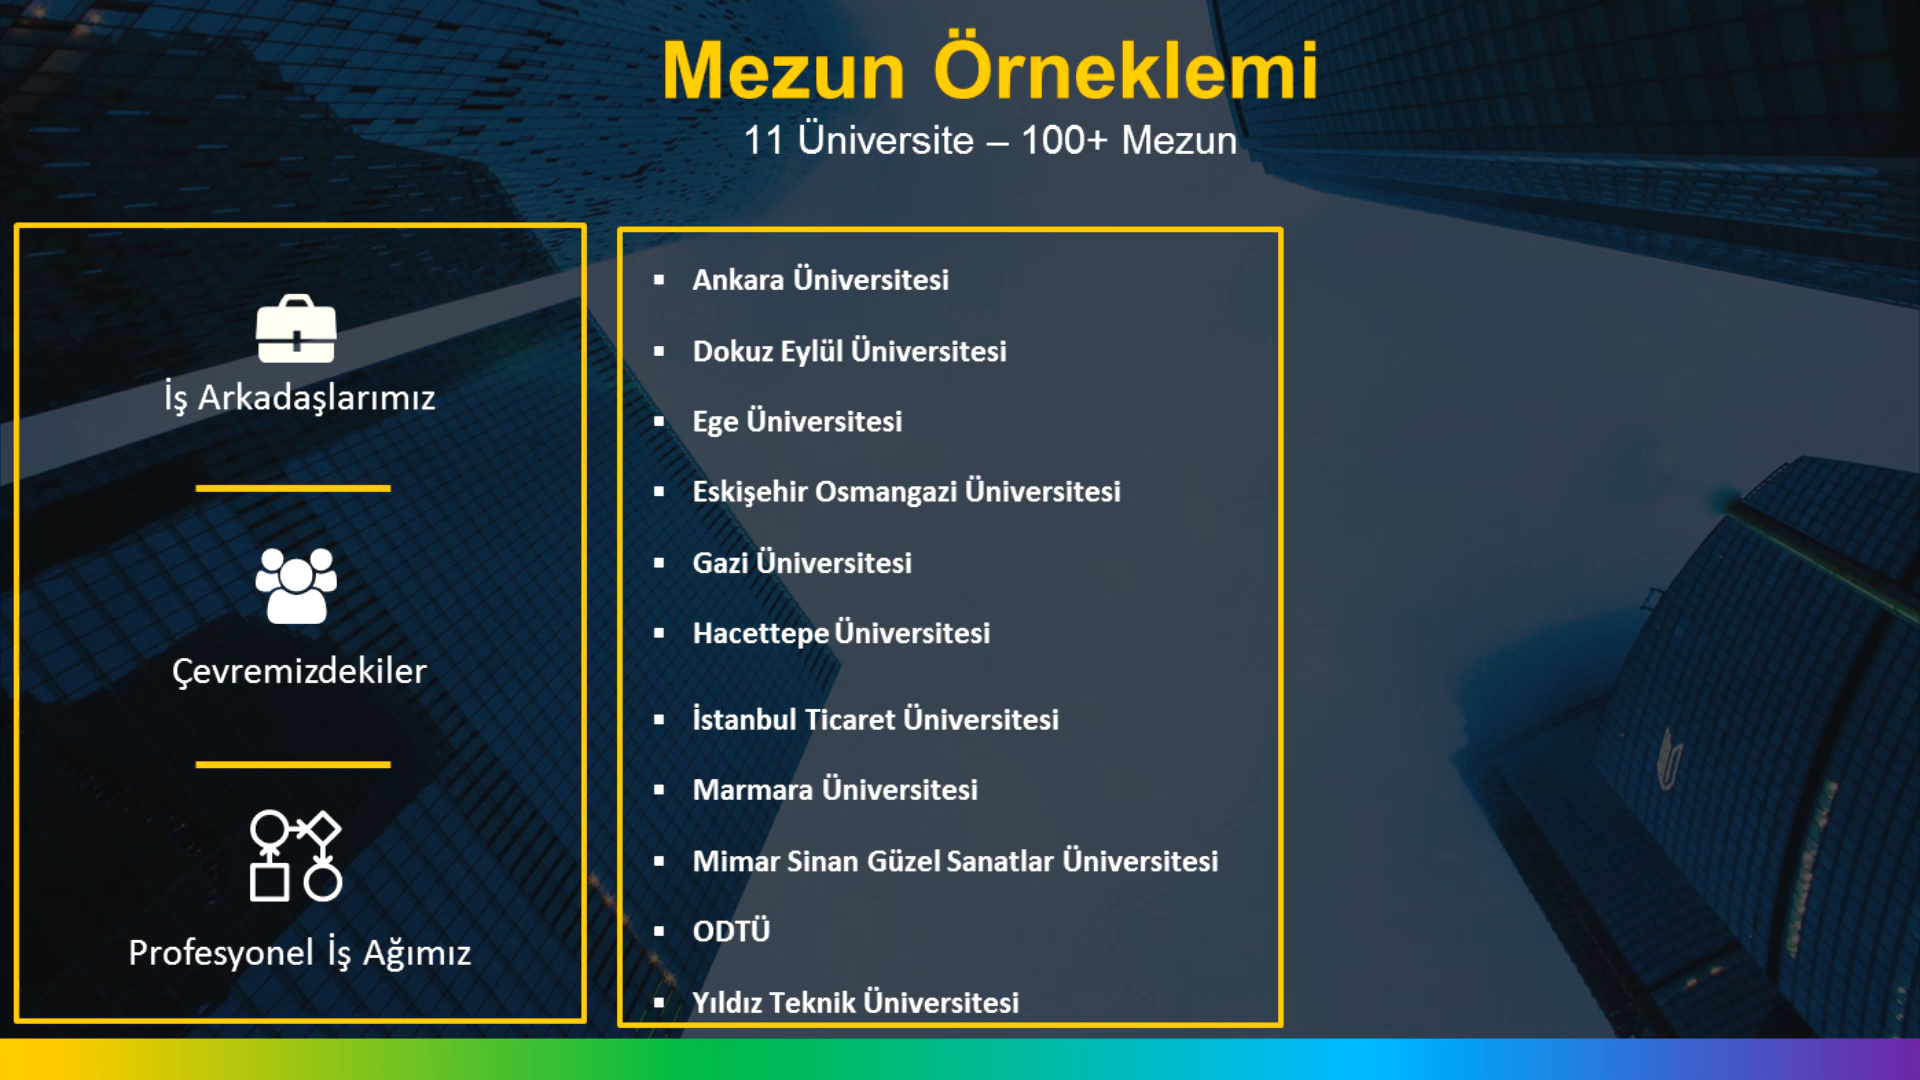 Mezun Örneklemi
11 Üniversite – 100+ Mezun
İş Arkadaşlarımız
Çevremizdekiler
Profesyonel İş Ağımız
Ankara Üniversitesi
Dokuz Eylül Üniversitesi
Ege Üniversitesi
Eskişehir Osmangazi Üniversitesi
Gazi Üniversitesi
Hacettepe Üniversitesi
İstanbul Ticaret Üniversitesi
Marmara Üniversitesi
Mimar Sinan Güzel Sanatlar Üniversitesi
ODTÜ
Yıldız Teknik Üniversitesi